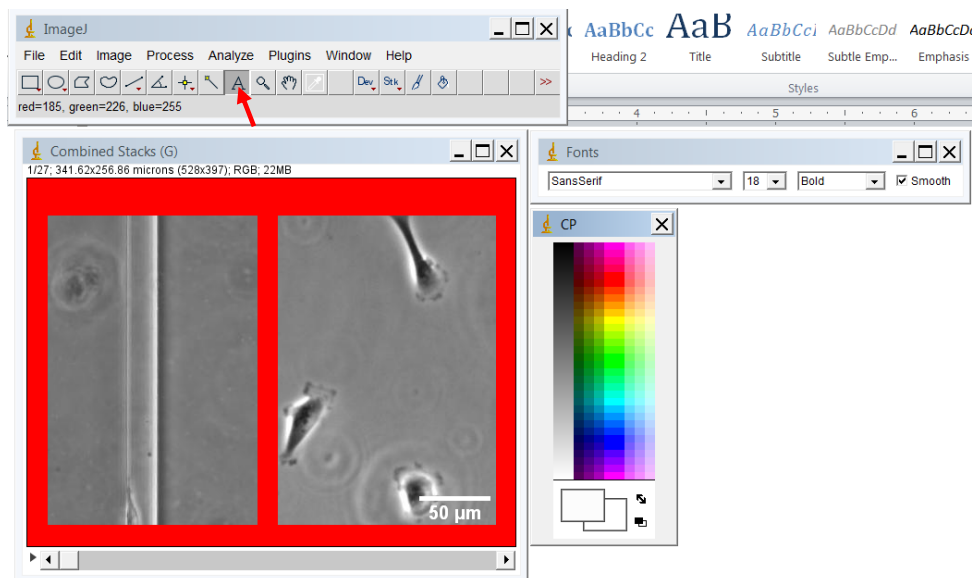 ImageJ
File Edit Image Process Analyze Plugins Window Help
A Dev Stk >>
red=185, green=226, blue=255
AaBbCc AaB AaBbCcl AaBbCcDd AaBbCcDd
Heading 2 Title Subtitle Subtle Emp... Emphasis
Styles
4 5 6
Combined Stacks (G)
1/27; 341.62x256.86 microns (528x397); RGB; 22MB
50 µm
Fonts
SansSerif 18 Bold Smooth
CP